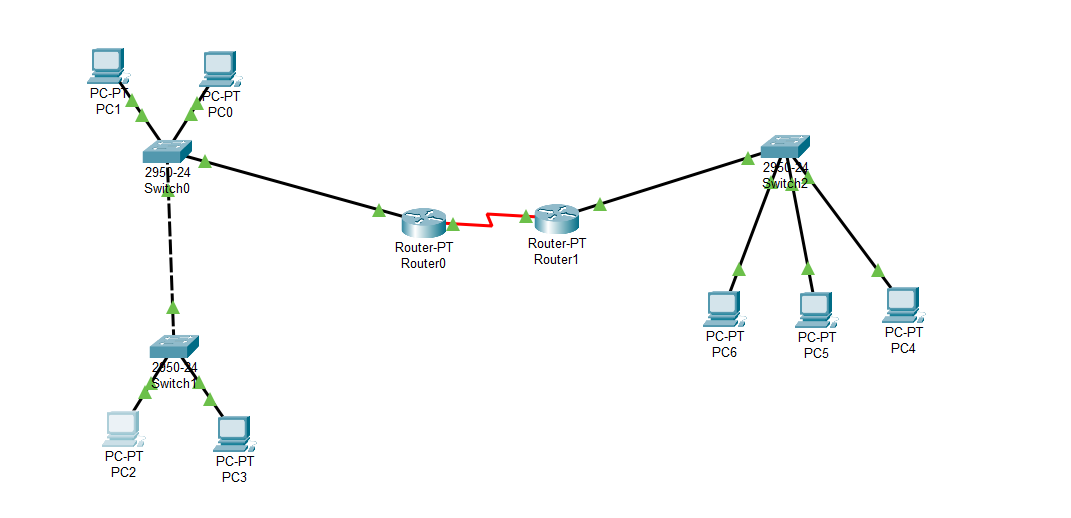 PC-PT
PC1
PC-PT
PC0
2950-24
Switch0
2950-24
Switch2
Router-PT
Router0
Router-PT
Router1
PC-PT
PC6
PC-PT
PC5
PC-PT
PC4
2950-24
Switch1
PC-PT
PC2
PC-PT
PC3